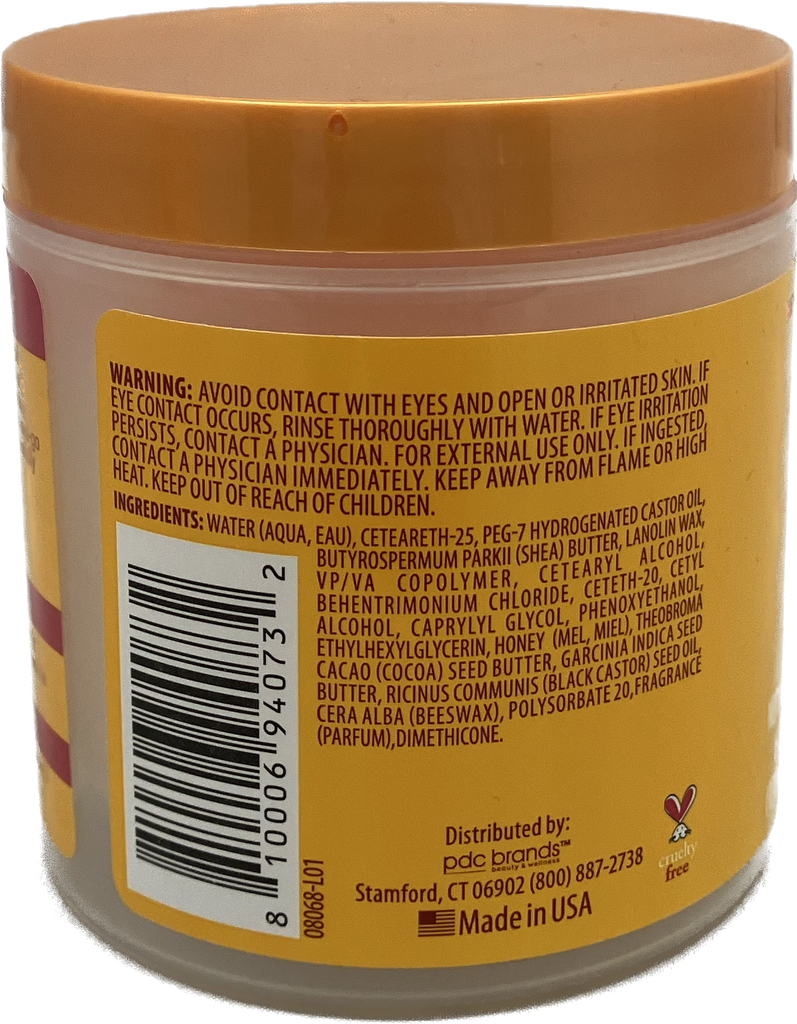 WARNING: AVOID CONTACT WITH EYES AND OPEN OR IRRITATED SKIN. IF
EYE CONTACT OCCURS, RINSE THOROUGHLY WITH WATER. IF EYE IRRITATION
PERSISTS, CONTACT A PHYSICIAN. FOR EXTERNAL USE ONLY. IF INGESTED,
CONTACT A PHYSICIAN IMMEDIATELY. KEEP AWAY FROM FLAME OR HIGH
HEAT. KEEP OUT OF REACH OF CHILDREN.
INGREDIENTS: WATER (AQUA, EAU), CETEARETH-25, PEG-7 HYDROGENATED CASTOR OIL,
BUTYROSPERMUM PARKII (SHEA) BUTTER, LANOLIN WAX,
VP/VA COPOLYMER, CETEARYL ALCOHOL,
BEHENTRIMONIUM CHLORIDE, CETETH-20, CETYL
ALCOHOL, CAPRYLYL GLYCOL, PHENOXYETHANOL,
ETHYLHEXYLGLYCERIN, HONEY (MEL, MIEL), THEOBROMA
CACAO (COCOA) SEED BUTTER, GARCINIA INDICA SEED
BUTTER, RICINUS COMMUNIS (BLACK CASTOR) SEED OIL,
CERA ALBA (BEESWAX), POLYSORBATE 20,FRAGRANCE
(PARFUM),DIMETHICONE.
8 10006 94073 2
08068-L01
Distributed by:
pdc brands™
beauty & wellness
Stamford, CT 06902 (800) 887-2738
Made in USA
cruelty
free